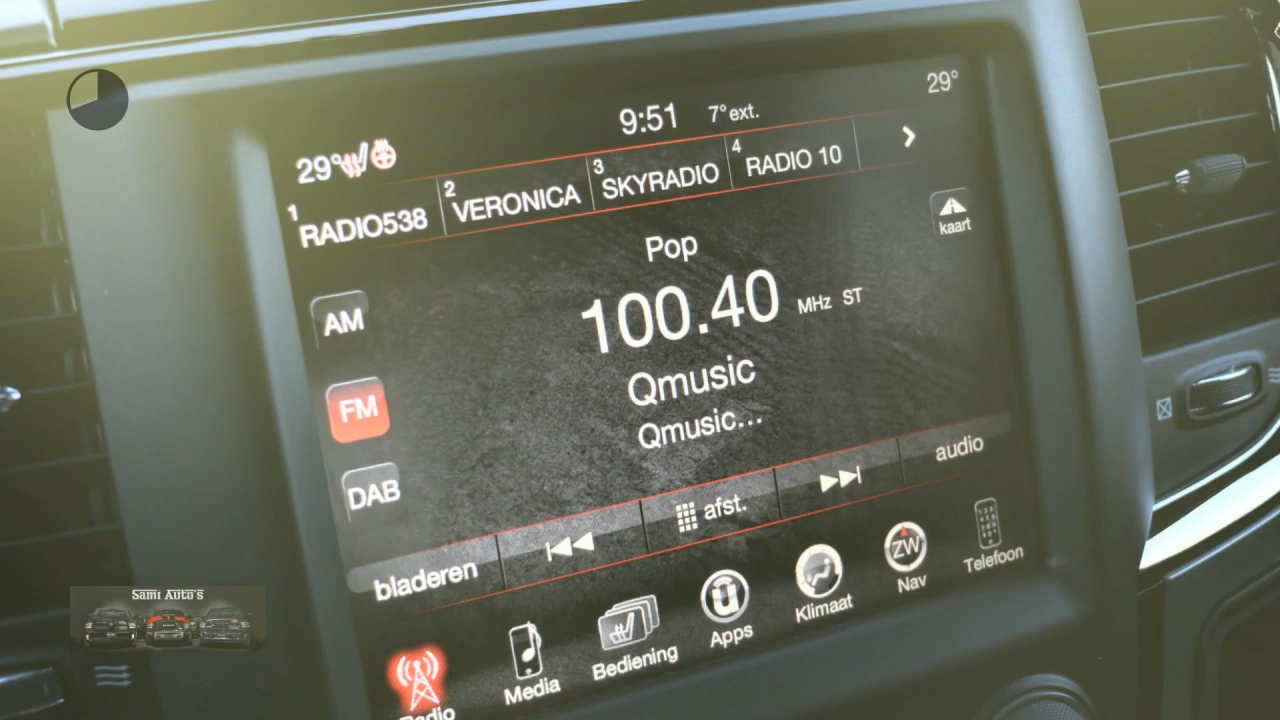 9:51 7° ext. 29°
29°
1 RADIO538 2 VERONICA 3 SKYRADIO 4 RADIO 10
kaart
Pop
AM
100.40 MHz ST
FM
Qmusic
Qmusic...
DAB
bladeren afst. audio
Radio Media Bediening Apps Klimaat ZW Nav Telefoon
Sami Auto's